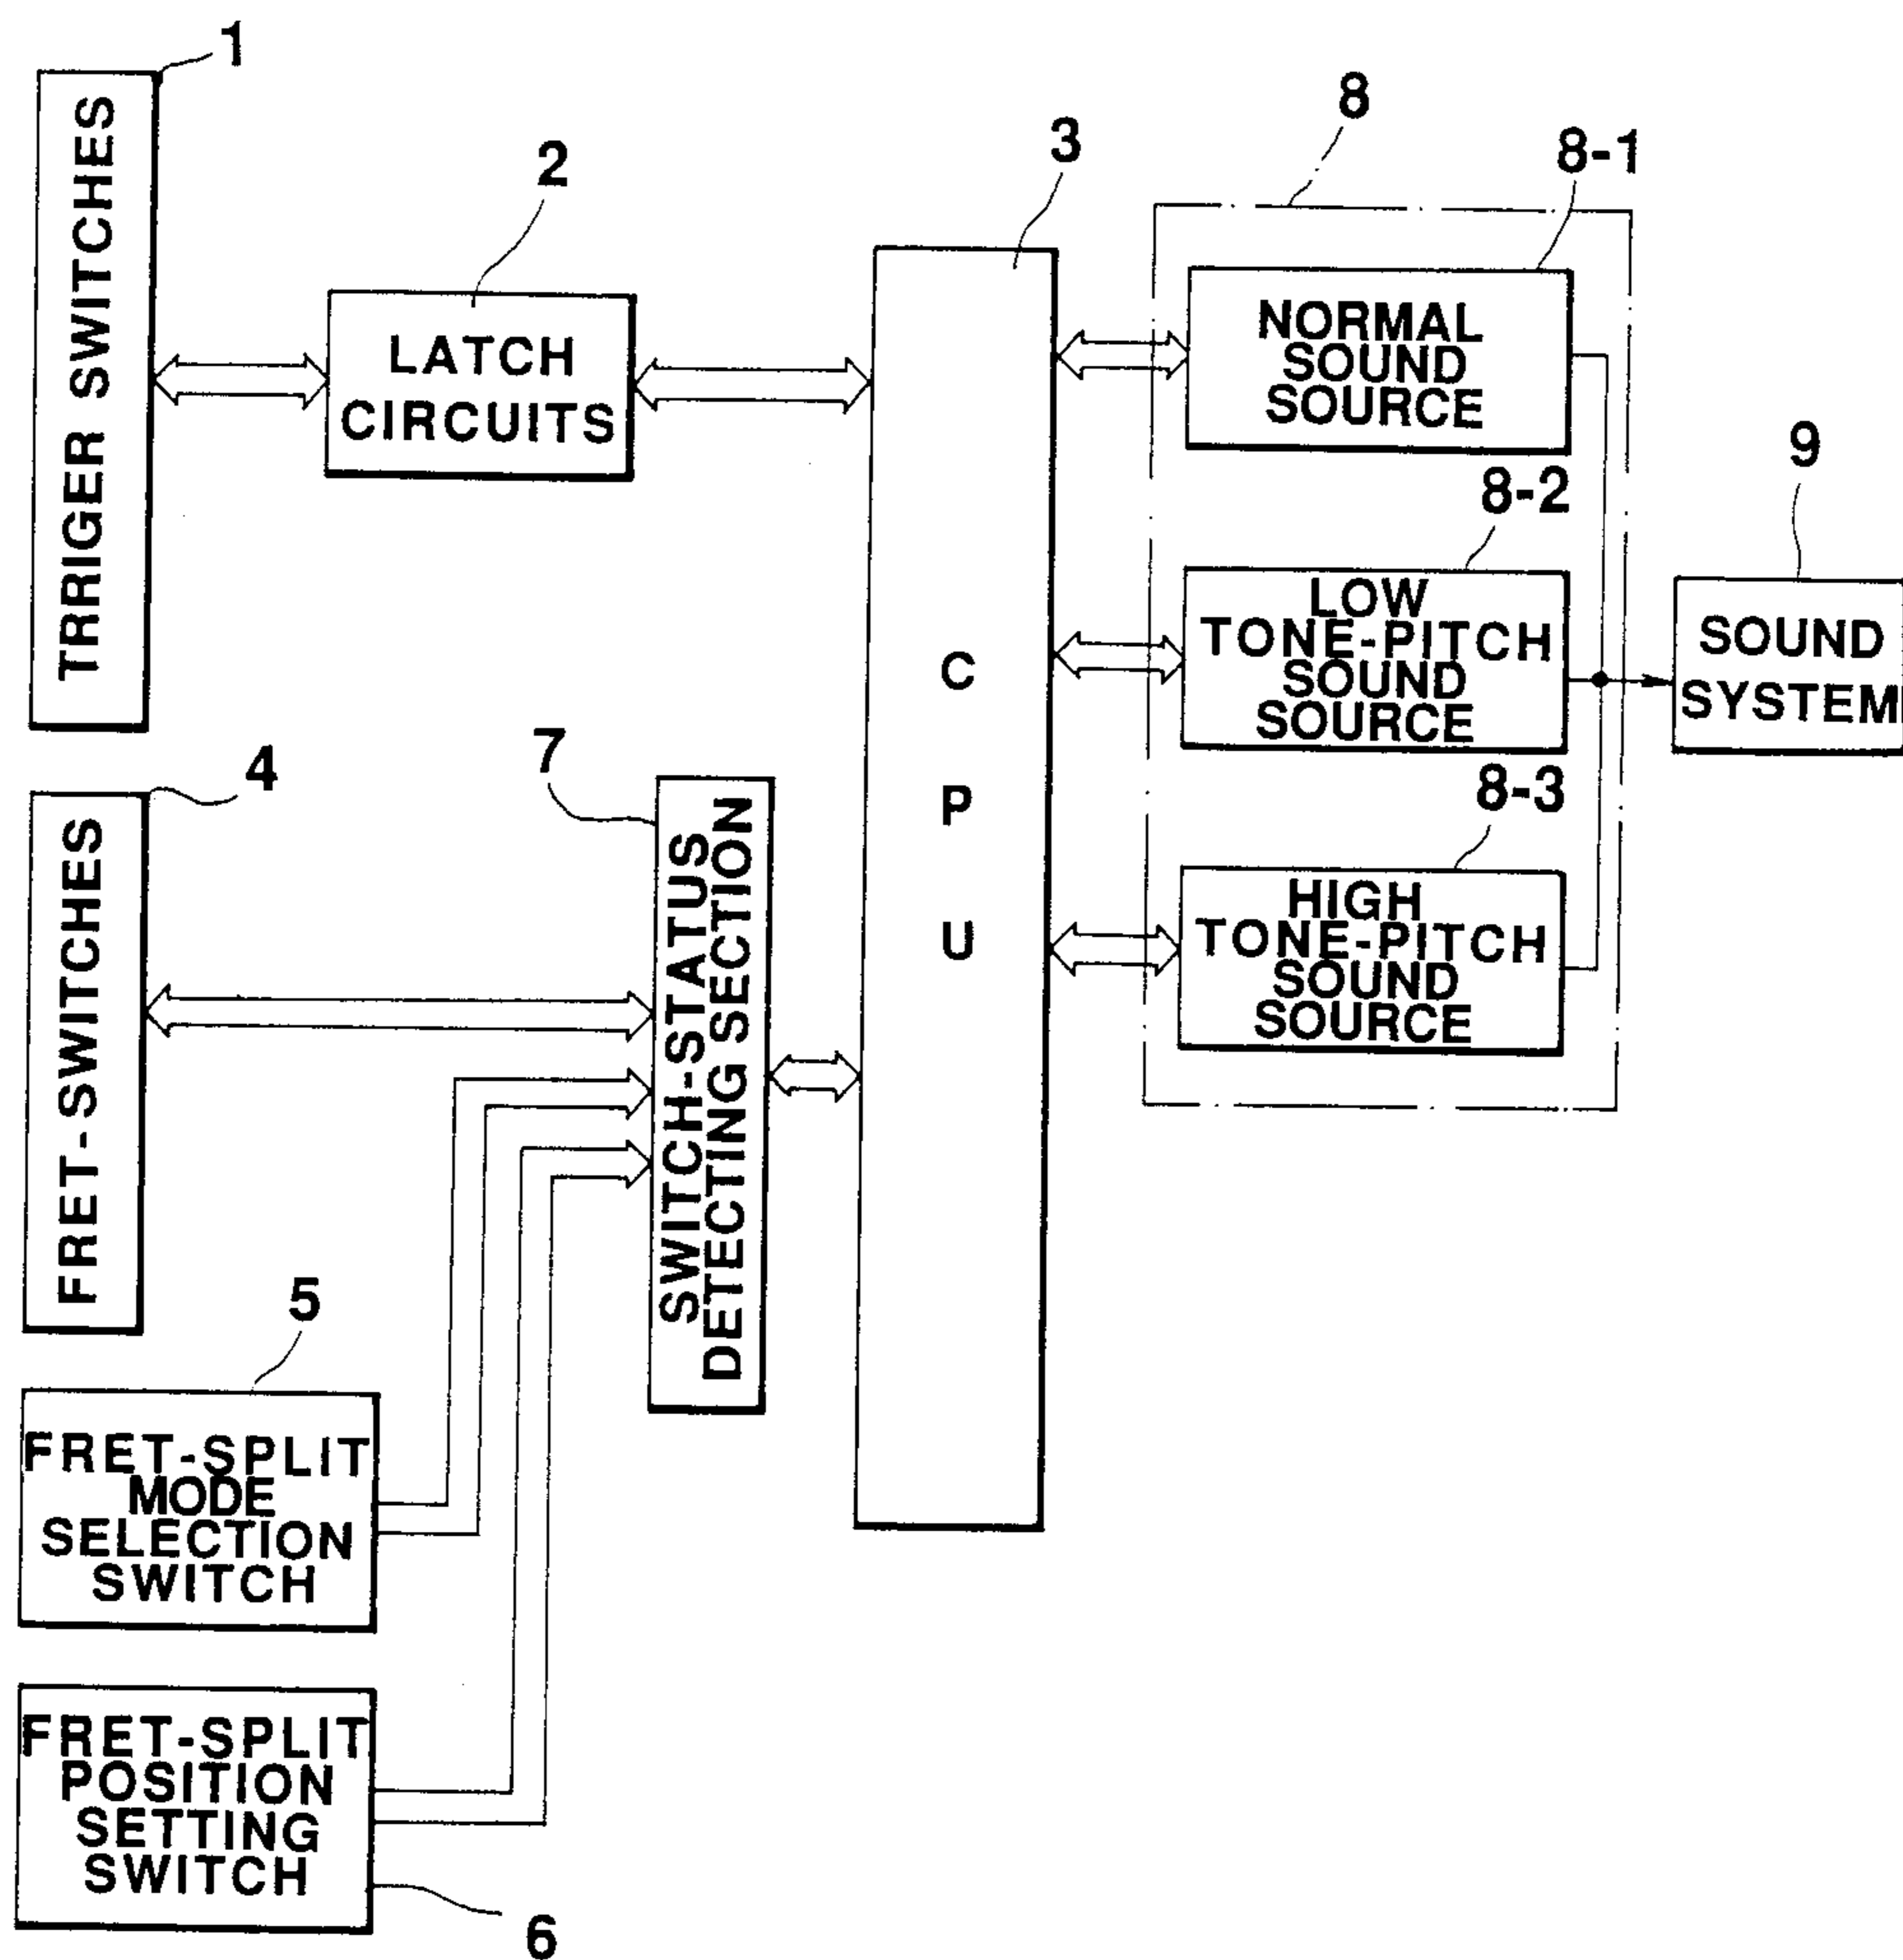 1
TRRIGER SWITCHES
2
LATCH
CIRCUITS
3
C
P
U
8
8-1
NORMAL
SOUND
SOURCE
8-2
LOW
TONE-PITCH
SOUND
SOURCE
8-3
HIGH
TONE-PITCH
SOUND
SOURCE
9
SOUND
SYSTEM
4
FRET-SWITCHES
7
SWITCH-STATUS
DETECTING SECTION
5
FRET-SPLIT
MODE
SELECTION
SWITCH
FRET-SPLIT
POSITION
SETTING
SWITCH
6